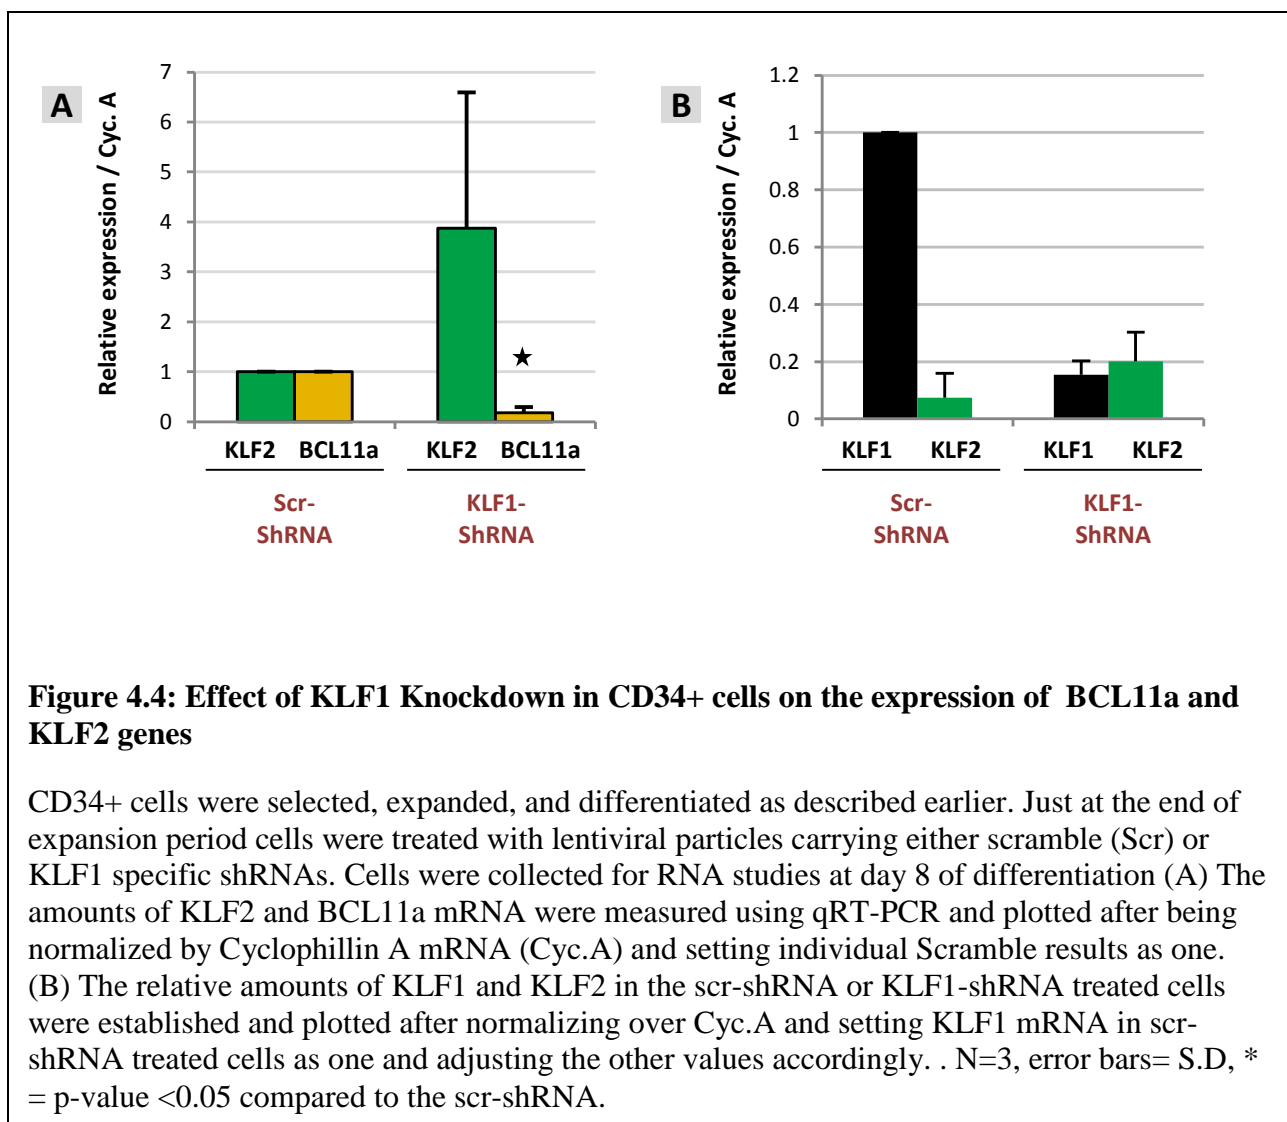 A
Relative expression / Cyc. A
7
6
5
4
3
2
1
0
KLF2 BCL11a KLF2 BCL11a
Scr-
ShRNA
KLF1-
ShRNA
★
B
Relative expression / Cyc. A
1.2
1
0.8
0.6
0.4
0.2
0
KLF1 KLF2 KLF1 KLF2
Scr-
ShRNA
KLF1-
ShRNA
Figure 4.4: Effect of KLF1 Knockdown in CD34+ cells on the expression of BCL11a and
KLF2 genes
CD34+ cells were selected, expanded, and differentiated as described earlier. Just at the end of
expansion period cells were treated with lentiviral particles carrying either scramble (Scr) or
KLF1 specific shRNAs. Cells were collected for RNA studies at day 8 of differentiation (A) The
amounts of KLF2 and BCL11a mRNA were measured using qRT-PCR and plotted after being
normalized by Cyclophillin A mRNA (Cyc.A) and setting individual Scramble results as one.
(B) The relative amounts of KLF1 and KLF2 in the scr-shRNA or KLF1-shRNA treated cells
were established and plotted after normalizing over Cyc.A and setting KLF1 mRNA in scr-
shRNA treated cells as one and adjusting the other values accordingly. . N=3, error bars= S.D, *
= p-value <0.05 compared to the scr-shRNA.